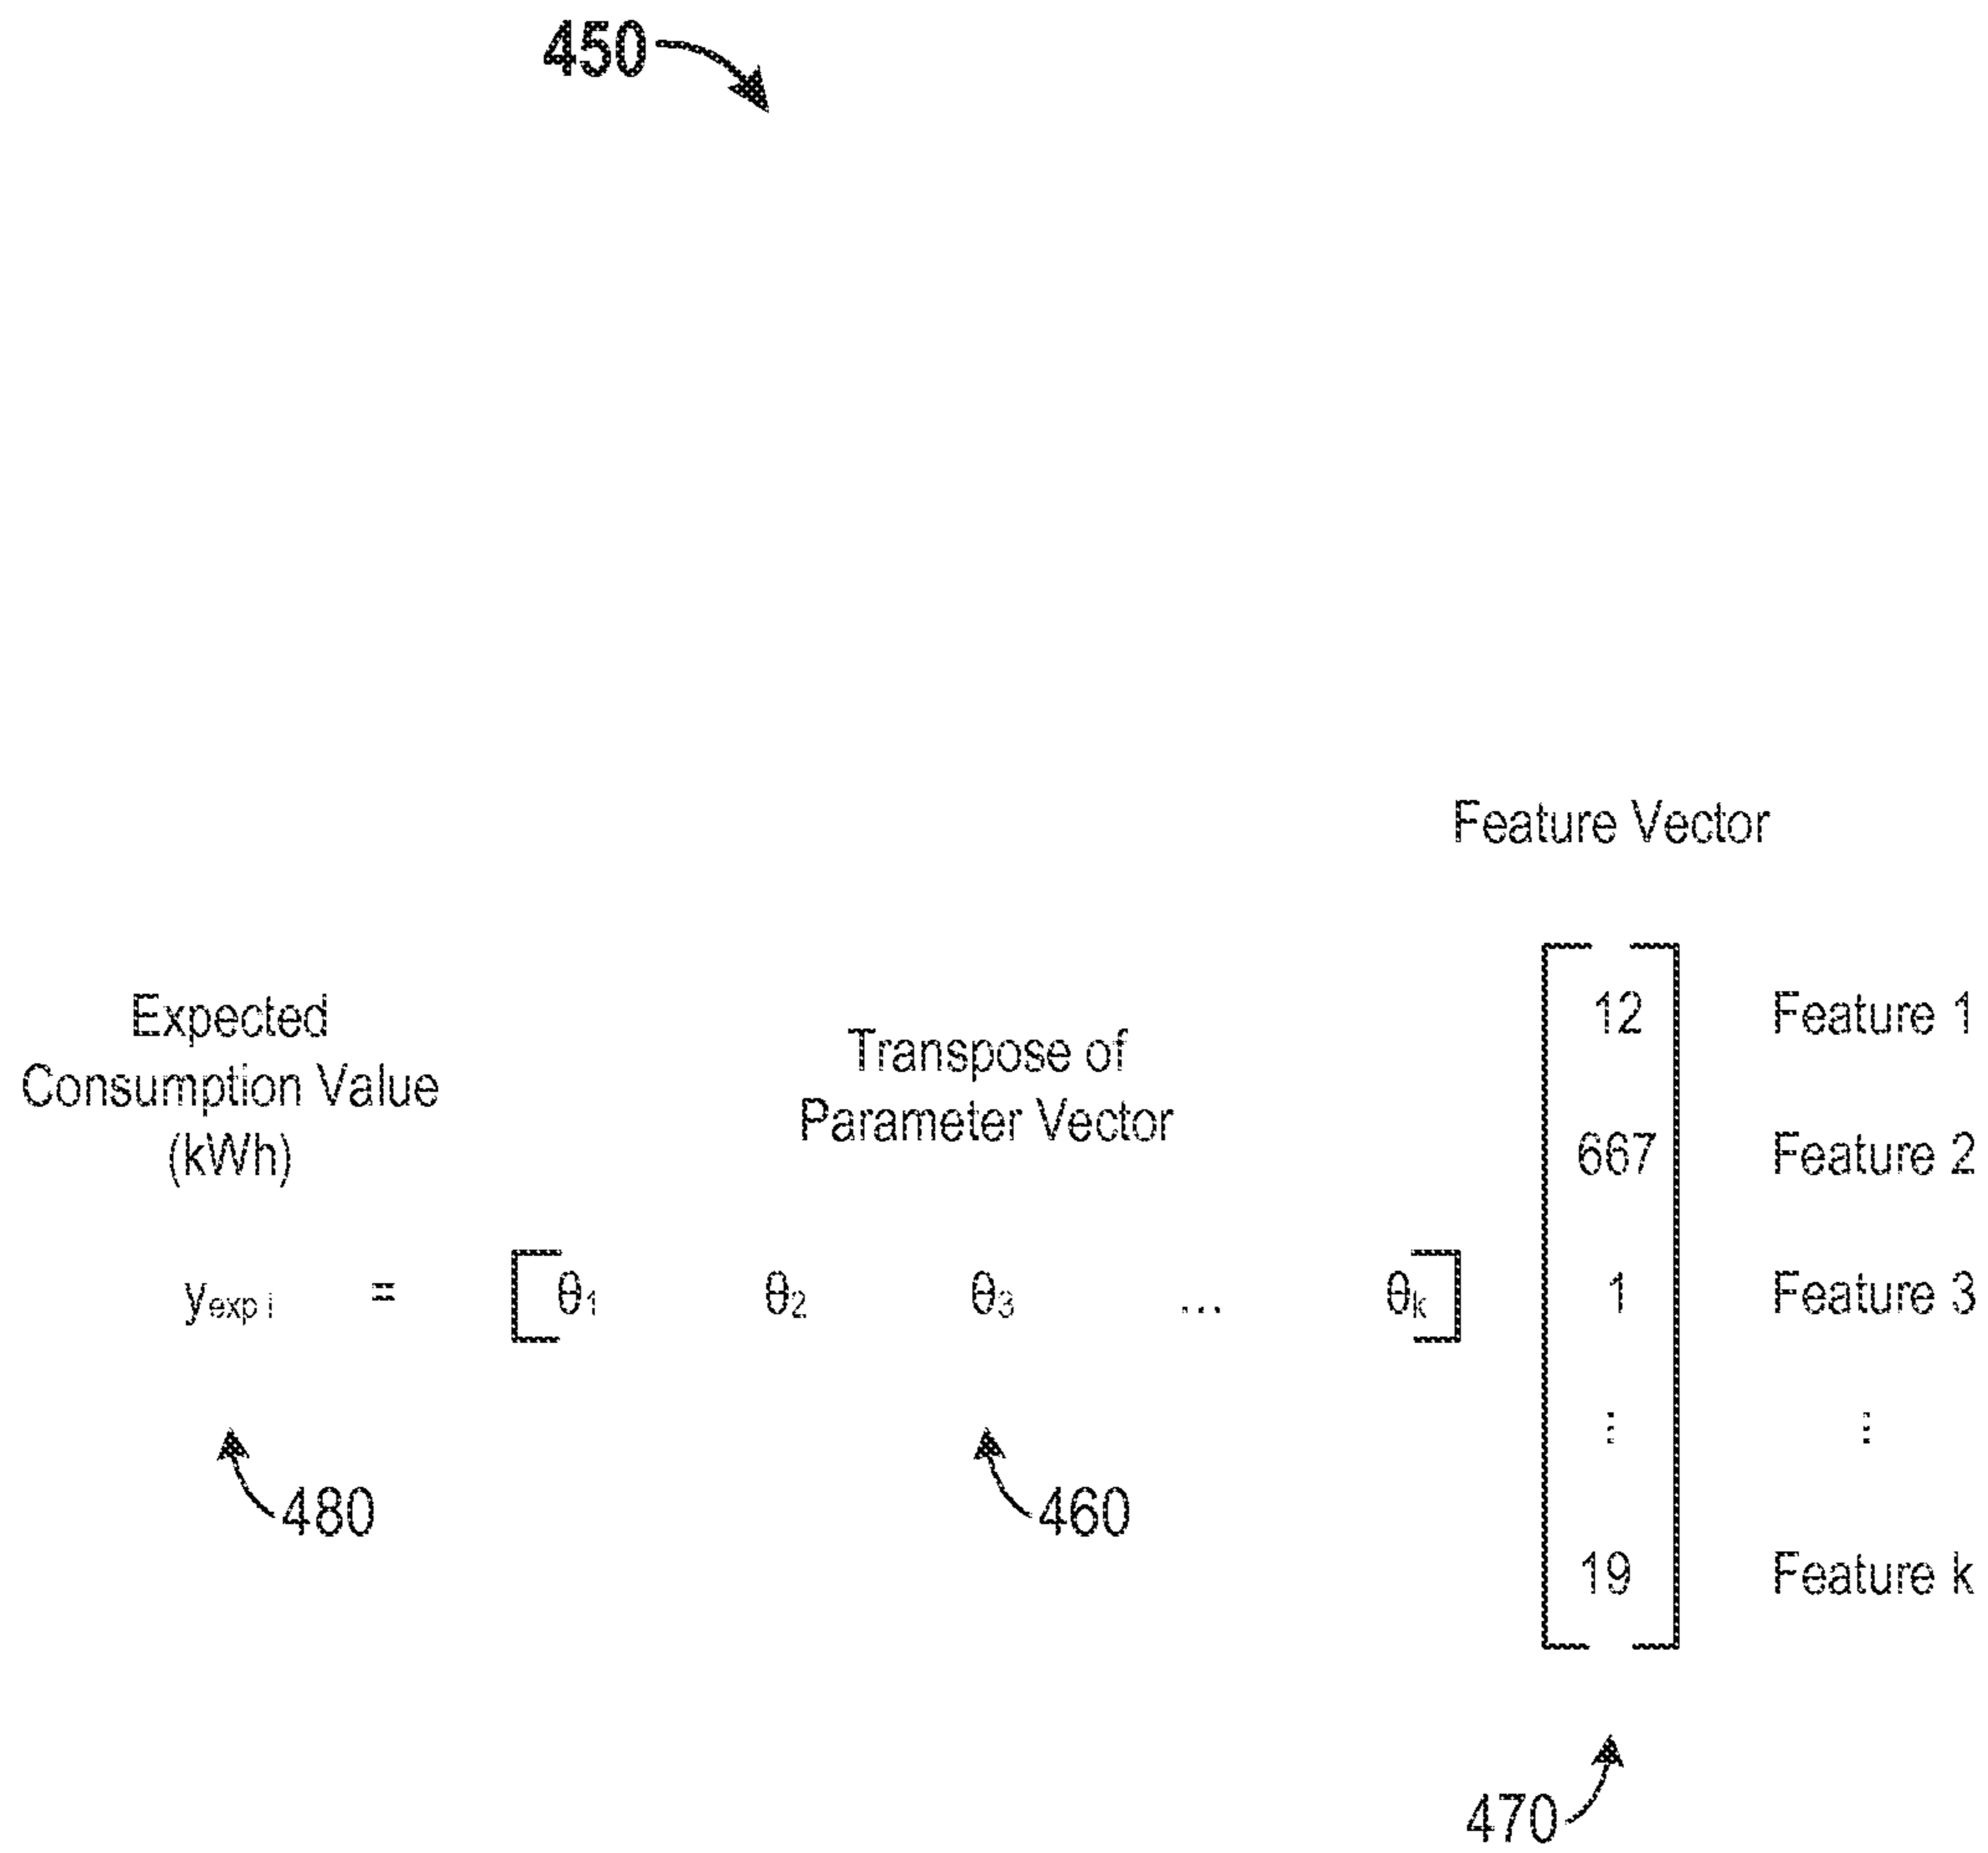 450
Feature Vector
Expected
Consumption Value
(kWh)
Transpose of
Parameter Vector
12 Feature 1
667 Feature 2
y exp i = [ θ1 θ2 θ3 ... θk ] 1 Feature 3
⋮ ⋮
19 Feature k
480
460
470